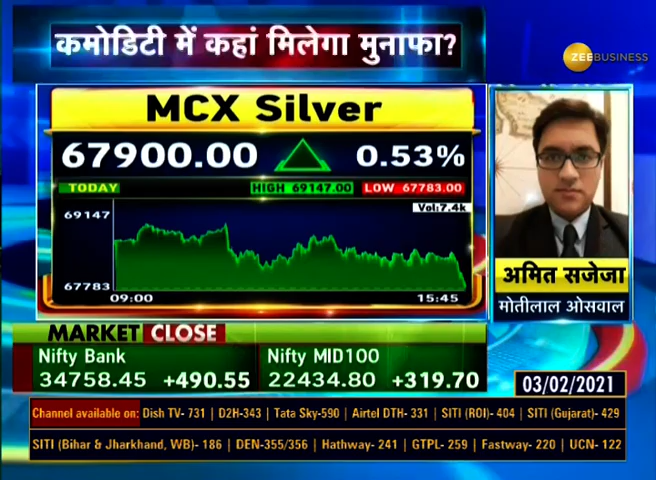 कमोडिटी में कहां मिलेगा मुनाफा?
ZEEBUSINESS
MCX Silver
67900.00 0.53%
TODAY HIGH 69147.00 LOW 67783.00
Vol:7.4k
69147
67783
09:00 15:45
अमित सजेजा
मोतीलाल ओसवाल
MARKET CLOSE
Nifty Bank Nifty MID100
34758.45 +490.55 22434.80 +319.70
03/02/2021
Channel available on: Dish TV- 731 | D2H-343 | Tata Sky-590 | Airtel DTH- 331 | SITI (ROI)- 404 | SITI (Gujarat)- 429
SITI (Bihar & Jharkhand, WB)- 186 | DEN-355/356 | Hathway- 241 | GTPL- 259 | Fastway- 220 | UCN- 122